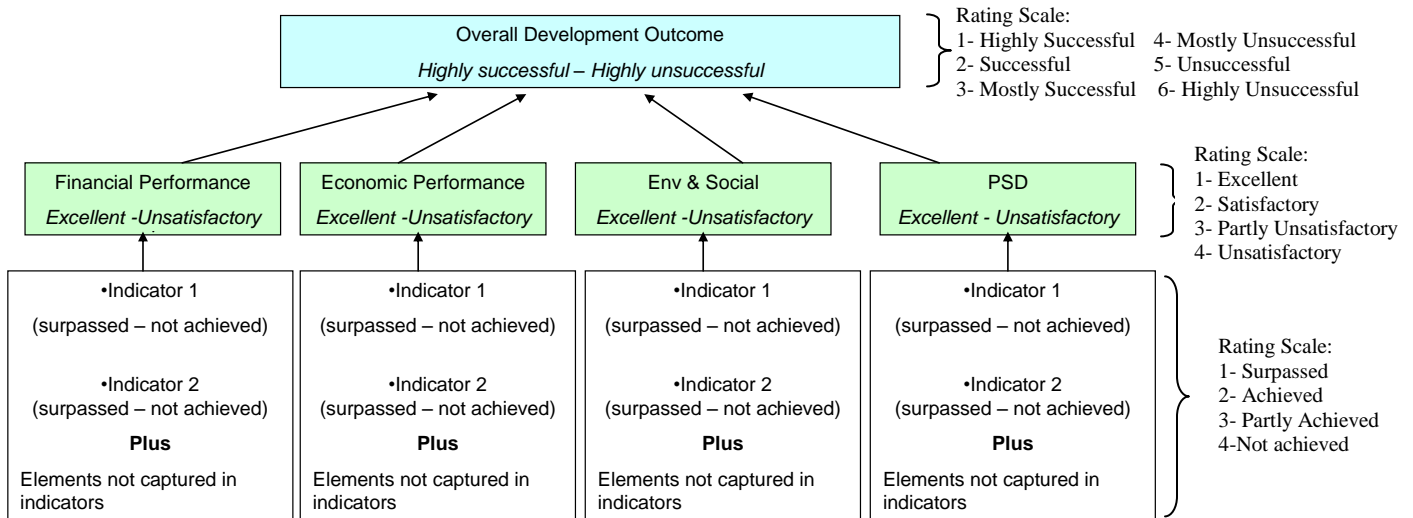 Overall Development Outcome
Highly successful – Highly unsuccessful
Rating Scale:
1- Highly Successful 4- Mostly Unsuccessful
2- Successful 5- Unsuccessful
3- Mostly Successful 6- Highly Unsuccessful
Financial Performance
Excellent -Unsatisfactory
Economic Performance
Excellent -Unsatisfactory
Env & Social
Excellent -Unsatisfactory
PSD
Excellent - Unsatisfactory
Rating Scale:
1- Excellent
2- Satisfactory
3- Partly Unsatisfactory
4- Unsatisfactory
•Indicator 1
(surpassed – not achieved)
•Indicator 2
(surpassed – not achieved)
Plus
Elements not captured in
indicators
•Indicator 1
(surpassed – not achieved)
•Indicator 2
(surpassed – not achieved)
Plus
Elements not captured in
indicators
•Indicator 1
(surpassed – not achieved)
•Indicator 2
(surpassed – not achieved)
Plus
Elements not captured in
indicators
•Indicator 1
(surpassed – not achieved)
•Indicator 2
(surpassed – not achieved)
Plus
Elements not captured in
indicators
Rating Scale:
1- Surpassed
2- Achieved
3- Partly Achieved
4-Not achieved